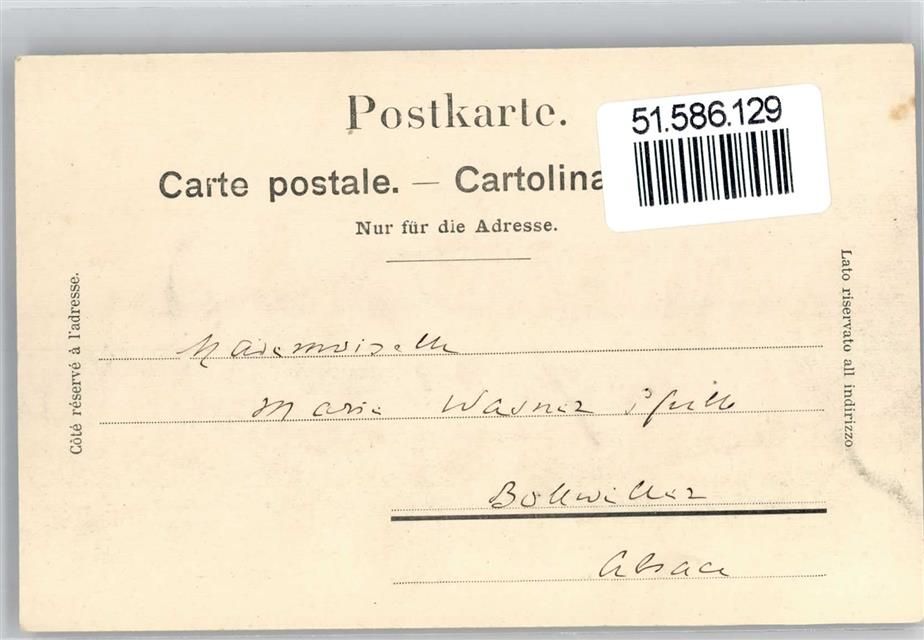 Postkarte.
51.586.129
Carte postale. — Cartolina
Nur für die Adresse.
Côté réservé à l'adresse.
Lato riservato all indirizzo
Mademoiselle
Marie Wagner
Bollwiller
Alsace